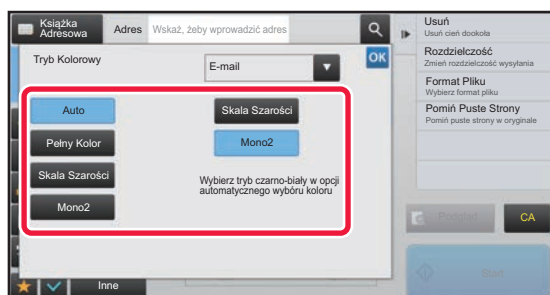 Książka
Adresowa
Adres
Wskaż, żeby wprowadzić adres
Tryb Kolorowy
E-mail
OK
Auto
Pełny Kolor
Skala Szarości
Mono2
Skala Szarości
Mono2
Wybierz tryb czarno-biały w opcji
automatycznego wyboru koloru
Inne
Usuń
Usuń cień dookoła
Rozdzielczość
Zmień rozdzielczość wysyłania
Format Pliku
Wybierz format pliku
Pomiń Puste Strony
Pomiń puste strony w oryginale
Podgląd
CA
Start